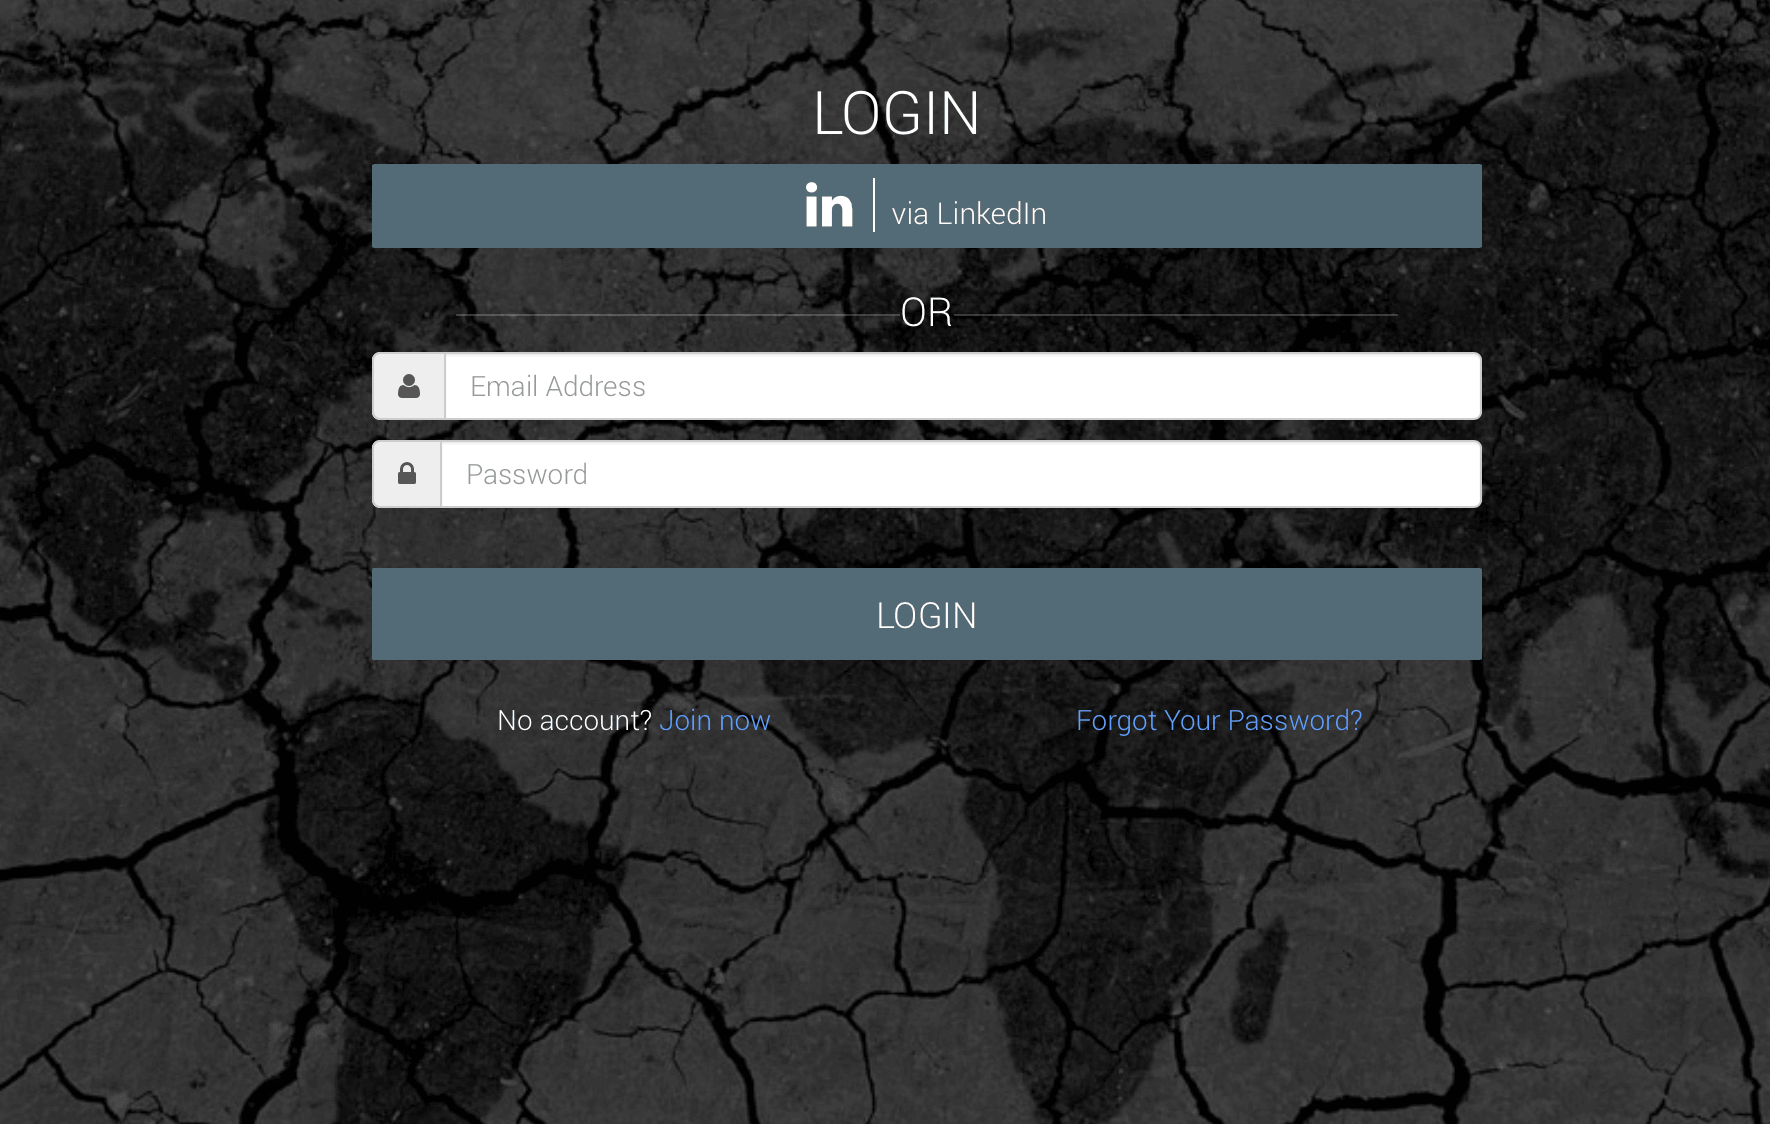 LOGIN
in | via LinkedIn
OR
Email Address
Password
LOGIN
No account? Join now
Forgot Your Password?